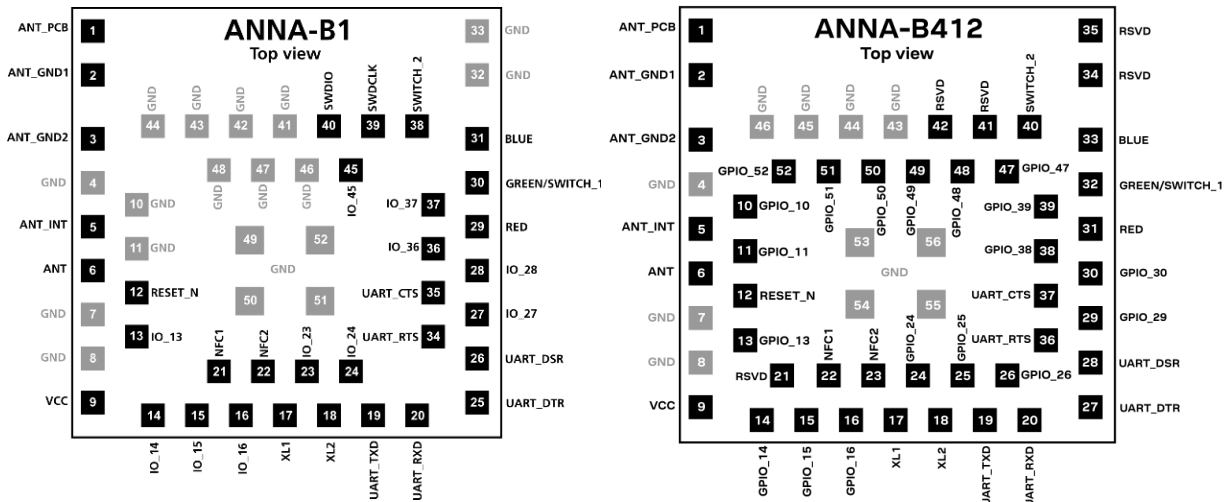 ANNA-B1
Top view
ANT_PCB 1
33 GND
ANT_GND1 2
32 GND
GND GND GND GND SWDIO SWDCLK SWITCH_2
44 43 42 41 40 39 38
ANT_GND2 3
31 BLUE
48 47 46 45
GND GND GND IO_45
GND 4
30 GREEN/SWITCH_1
10 GND
IO_37 37
ANT_INT 5
29 RED
11 GND
49 52
IO_36 36
ANT 6
GND
28 IO_28
12 RESET_N
50 51
UART_CTS 35
GND 7
27 IO_27
13 IO_13
UART_RTS 34
NFC1 NFC2 IO_23 IO_24
21 22 23 24
GND 8
26 UART_DSR
VCC 9
25 UART_DTR
14 15 16 17 18 19 20
IO_14 IO_15 IO_16 XL1 XL2 UART_TXD UART_RXD
ANNA-B412
Top view
ANT_PCB 1
35 RSVD
ANT_GND1 2
34 RSVD
GND GND GND GND RSVD RSVD SWITCH_2
46 45 44 43 42 41 40
ANT_GND2 3
33 BLUE
GPIO_52 52 51 50 49 48 47 GPIO_47
GPIO_51 GPIO_50 GPIO_49 GPIO_48
GND 4
32 GREEN/SWITCH_1
10 GPIO_10
GPIO_39 39
ANT_INT 5
31 RED
11 GPIO_11
53 56
GPIO_38 38
ANT 6
GND
30 GPIO_30
12 RESET_N
54 55
UART_CTS 37
GND 7
29 GPIO_29
13 GPIO_13
UART_RTS 36
NFC1 NFC2 GPIO_24 GPIO_25
GND 8
28 UART_DSR
RSVD 21 22 23 24 25 26 GPIO_26
VCC 9
27 UART_DTR
14 15 16 17 18 19 20
GPIO_14 GPIO_15 GPIO_16 XL1 XL2 UART_TXD UART_RXD